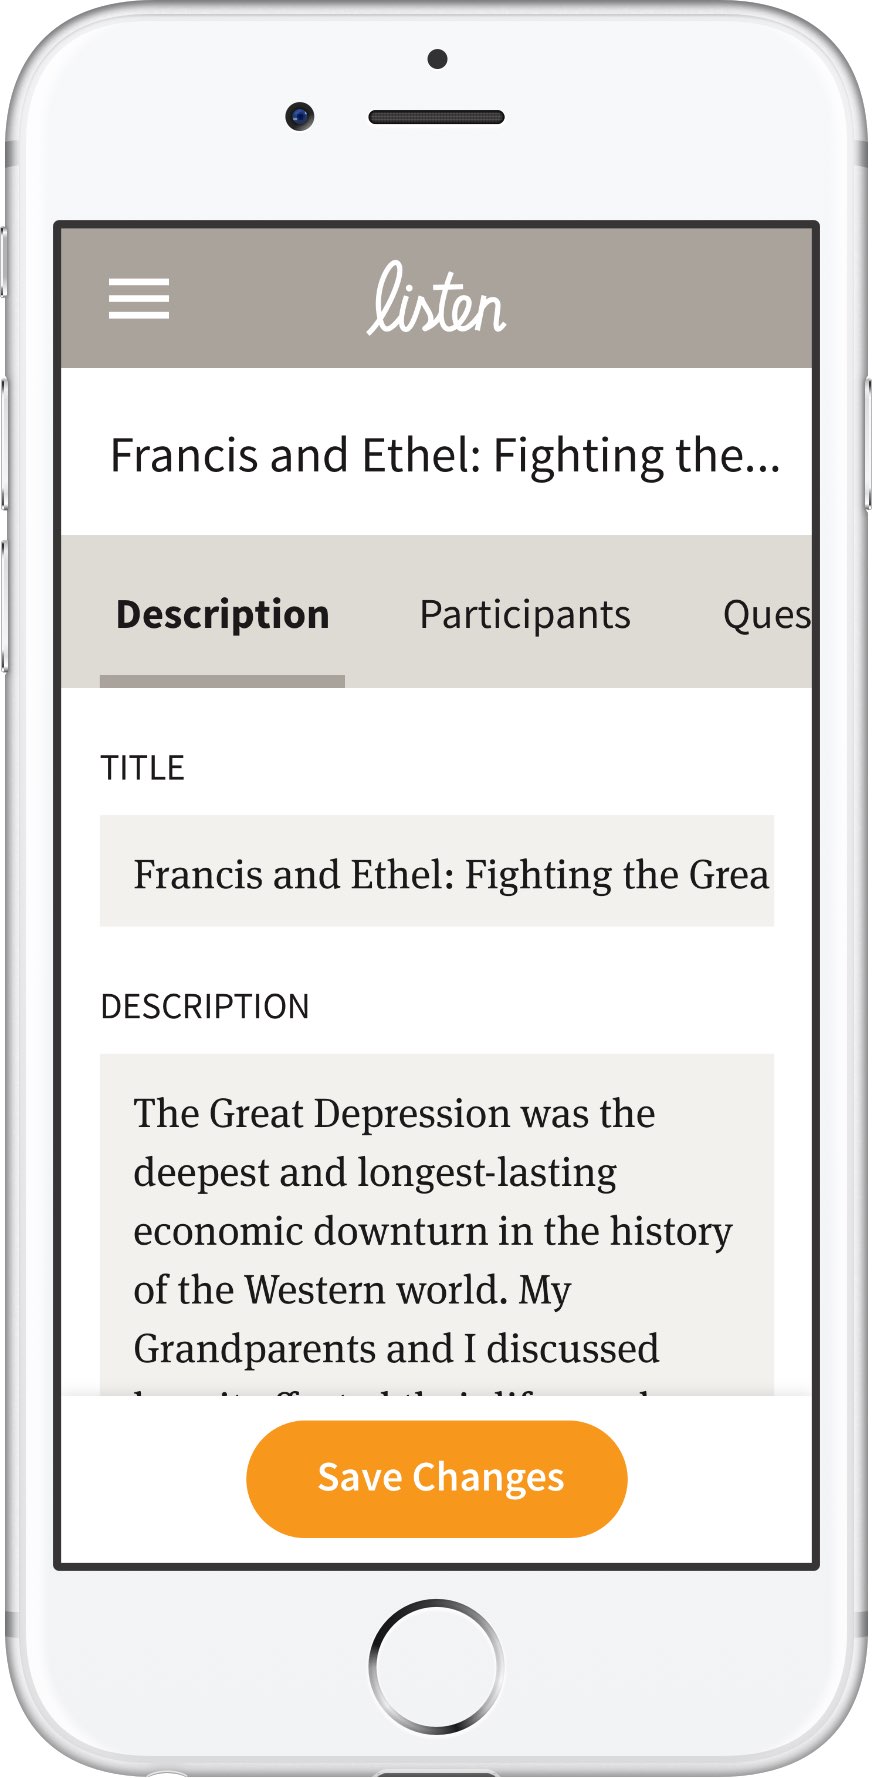 listen
Francis and Ethel: Fighting the...
Description Participants Ques
TITLE
Francis and Ethel: Fighting the Grea
DESCRIPTION
The Great Depression was the
deepest and longest-lasting
economic downturn in the history
of the Western world. My
Grandparents and I discussed
Save Changes